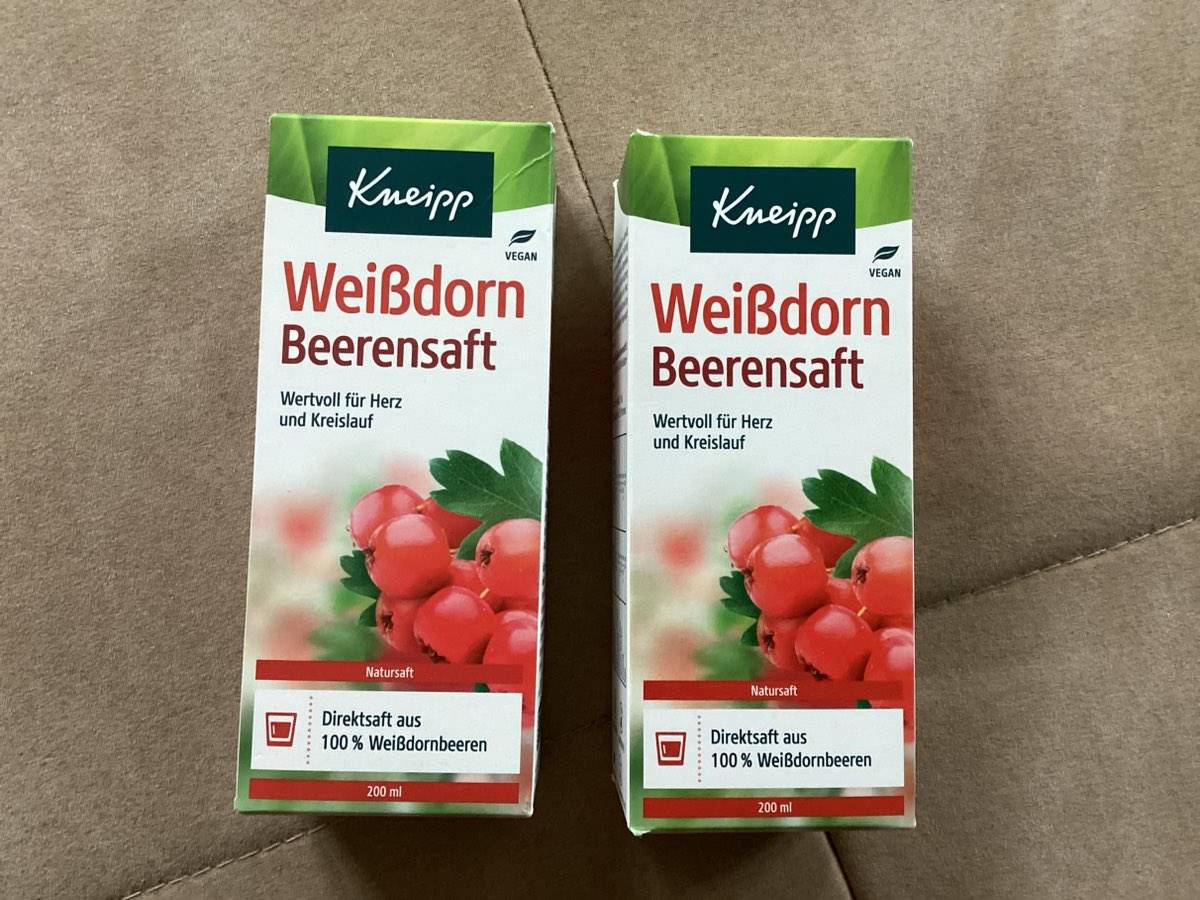 Kneipp
VEGAN
Weißdorn
Beerensaft
Wertvoll für Herz
und Kreislauf
Natursaft
Direktsaft aus
100 % Weißdornbeeren
200 ml
Kneipp
VEGAN
Weißdorn
Beerensaft
Wertvoll für Herz
und Kreislauf
Natursaft
Direktsaft aus
100 % Weißdornbeeren
200 ml